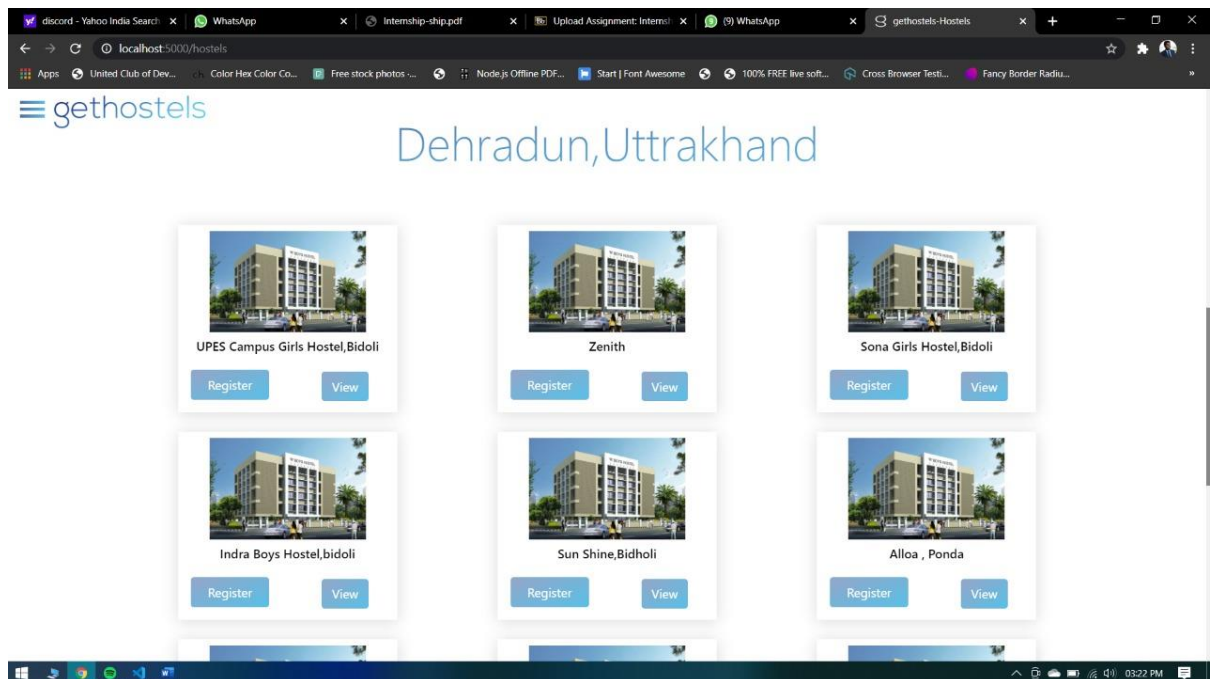 discord - Yahoo India Search
WhatsApp
Internship-ship.pdf
Upload Assignment: Internsh
(9) WhatsApp
gethostels-Hostels
localhost:5000/hostels
Apps
United Club of Dev...
Color Hex Color Co...
Free stock photos ·...
Node.js Offline PDF...
Start | Font Awesome
100% FREE live soft...
Cross Browser Testi...
Fancy Border Radiu...
»
gethostels
Dehradun,Uttrakhand
UPES Campus Girls Hostel,Bidoli
Zenith
Sona Girls Hostel,Bidoli
Register View
Register View
Register View
Indra Boys Hostel,bidoli
Sun Shine,Bidholi
Alloa , Ponda
Register View
Register View
Register View
03:22 PM